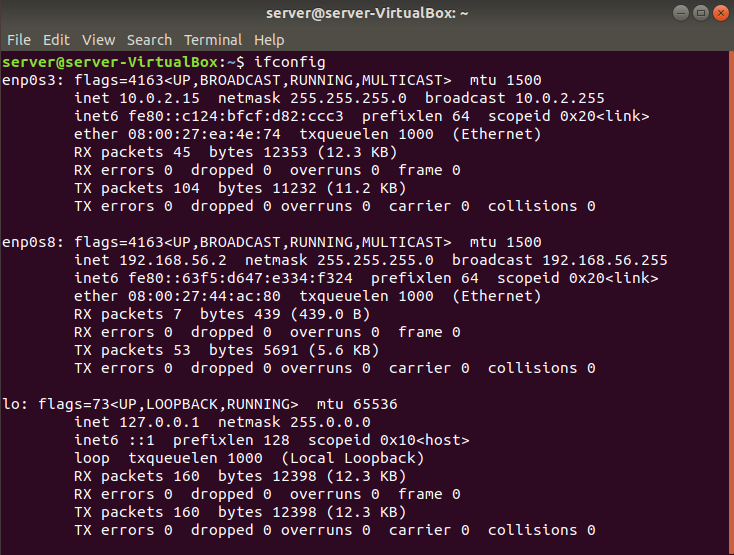 server@server-VirtualBox: ~
File Edit View Search Terminal Help
server@server-VirtualBox:~$ ifconfig
enp0s3: flags=4163<UP,BROADCAST,RUNNING,MULTICAST>  mtu 1500
        inet 10.0.2.15  netmask 255.255.255.0  broadcast 10.0.2.255
        inet6 fe80::c124:bfcf:d82:ccc3  prefixlen 64  scopeid 0x20<link>
        ether 08:00:27:ea:4e:74  txqueuelen 1000  (Ethernet)
        RX packets 45  bytes 12353 (12.3 KB)
        RX errors 0  dropped 0  overruns 0  frame 0
        TX packets 104  bytes 11232 (11.2 KB)
        TX errors 0  dropped 0 overruns 0  carrier 0  collisions 0

enp0s8: flags=4163<UP,BROADCAST,RUNNING,MULTICAST>  mtu 1500
        inet 192.168.56.2  netmask 255.255.255.0  broadcast 192.168.56.255
        inet6 fe80::63f5:d647:e334:f324  prefixlen 64  scopeid 0x20<link>
        ether 08:00:27:44:ac:80  txqueuelen 1000  (Ethernet)
        RX packets 7  bytes 439 (439.0 B)
        RX errors 0  dropped 0  overruns 0  frame 0
        TX packets 53  bytes 5691 (5.6 KB)
        TX errors 0  dropped 0 overruns 0  carrier 0  collisions 0

lo: flags=73<UP,LOOPBACK,RUNNING>  mtu 65536
        inet 127.0.0.1  netmask 255.0.0.0
        inet6 ::1  prefixlen 128  scopeid 0x10<host>
        loop  txqueuelen 1000  (Local Loopback)
        RX packets 160  bytes 12398 (12.3 KB)
        RX errors 0  dropped 0  overruns 0  frame 0
        TX packets 160  bytes 12398 (12.3 KB)
        TX errors 0  dropped 0 overruns 0  carrier 0  collisions 0